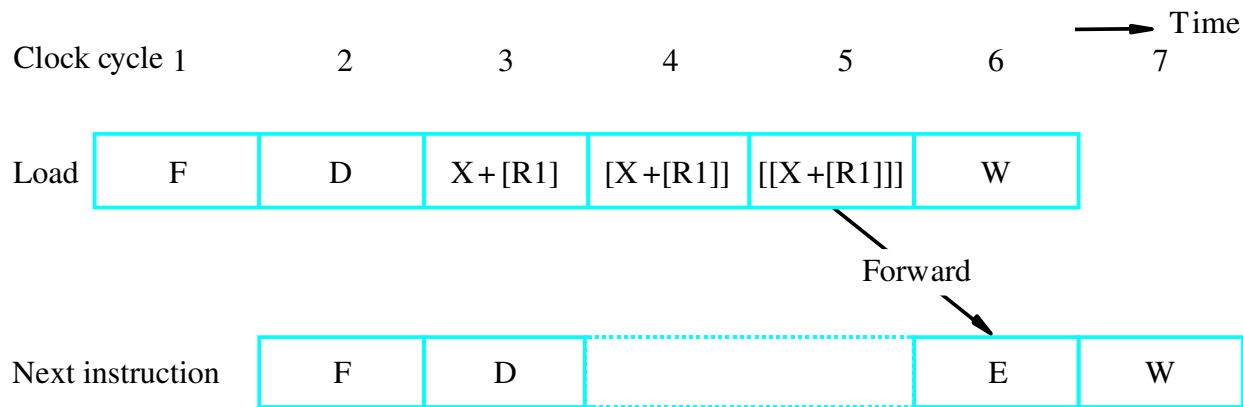 Time
Clock cycle 1 2 3 4 5 6 7
Load F D X+[R1] [X+[R1]] [[X+[R1]]] W
Forward
Next instruction F D E W